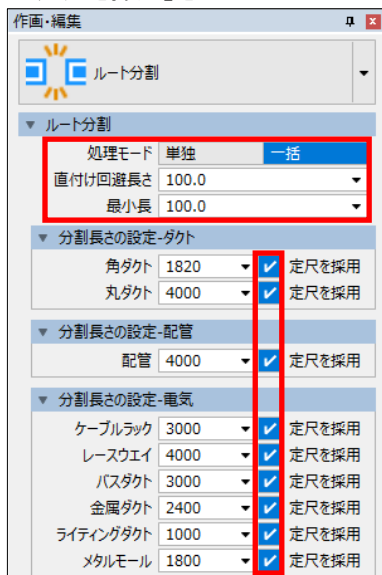 作画・編集
ルート分割
ルート分割
処理モード 単独 一括
直付け回避長さ 100.0
最小長 100.0
分割長さの設定-ダクト
角ダクト 1820 定尺を採用
丸ダクト 4000 定尺を採用
分割長さの設定-配管
配管 4000 定尺を採用
分割長さの設定-電気
ケーブルラック 3000 定尺を採用
レースウエイ 4000 定尺を採用
バスダクト 3000 定尺を採用
金属ダクト 2400 定尺を採用
ライティングダクト 1000 定尺を採用
メタルモール 1800 定尺を採用